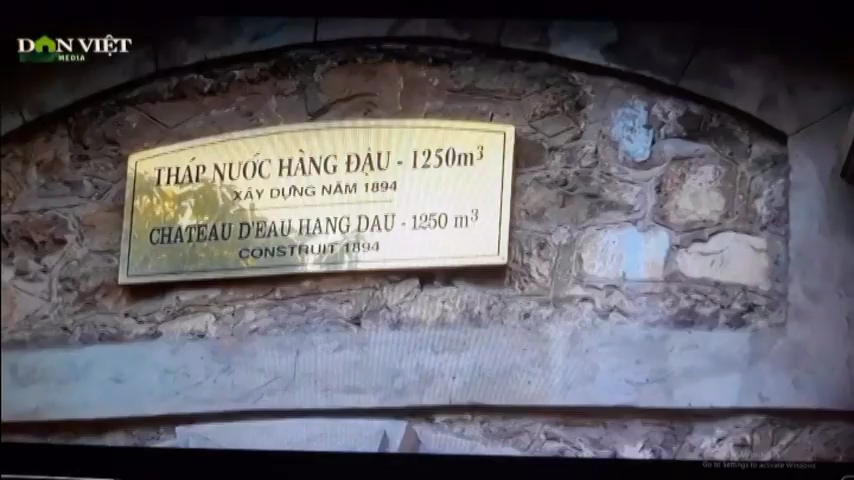 DÂN VIỆT
MEDIA
THÁP NƯỚC HÀNG ĐẬU - 1250m³
XÂY DỰNG NĂM 1894
CHATEAU D'EAU HANG DAU - 1250 m³
CONSTRUIT 1894
Go to Settings to activate Windows